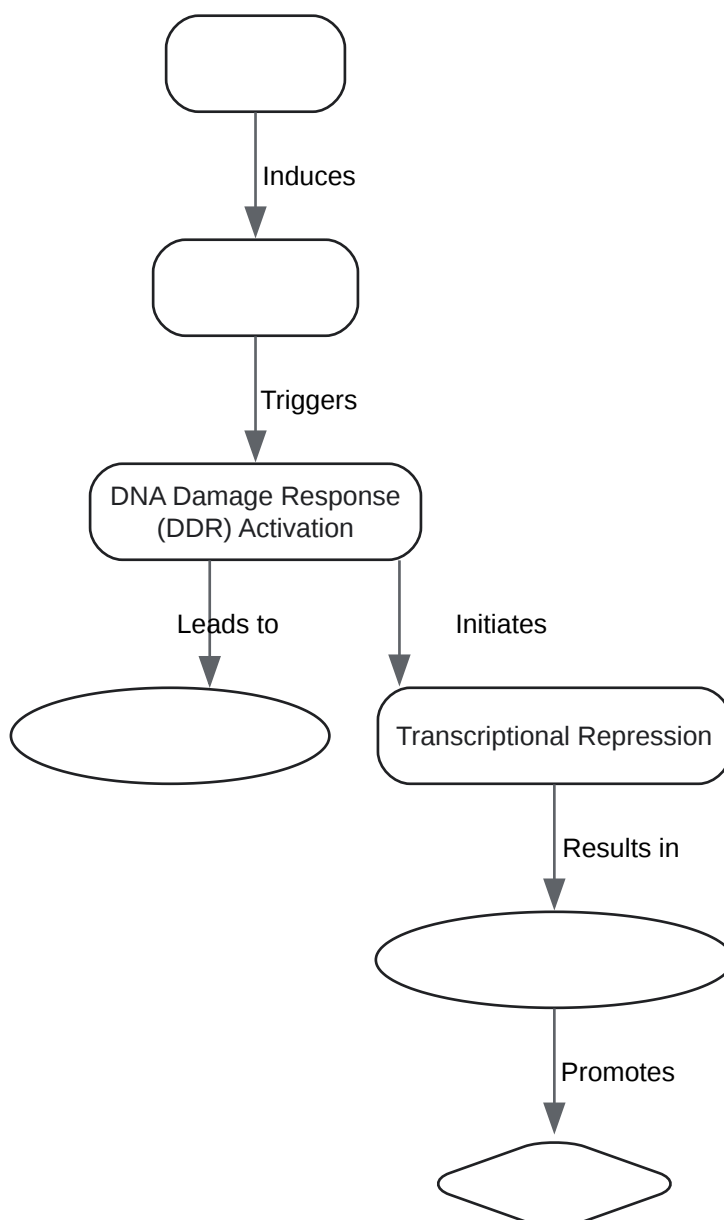 Induces
Triggers
DNA Damage Response
(DDR) Activation
Leads to
Initiates
Transcriptional Repression
Results in
Promotes